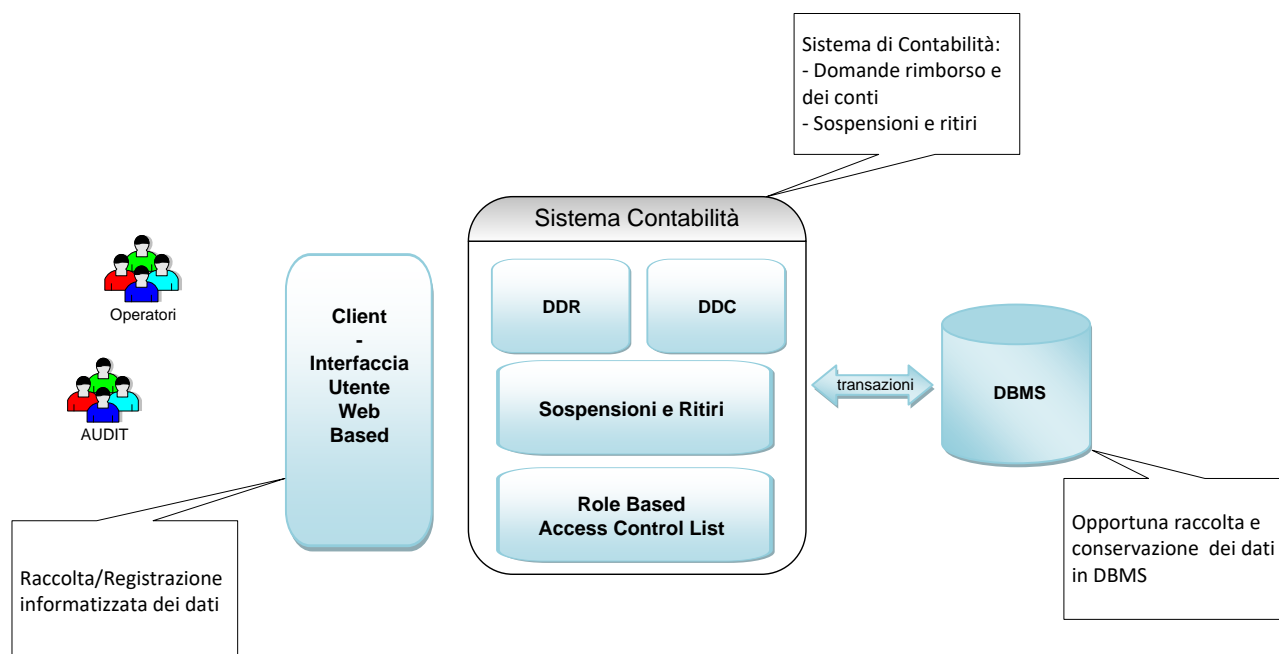 Sistema di Contabilità:
- Domande rimborso e
dei conti
- Sospensioni e ritiri
Sistema Contabilità
Operatori
AUDIT
Client
-
Interfaccia
Utente
Web
Based
DDR
DDC
Sospensioni e Ritiri
Role Based
Access Control List
transazioni
DBMS
Raccolta/Registrazione
informatizzata dei dati
Opportuna raccolta e
conservazione dei dati
in DBMS